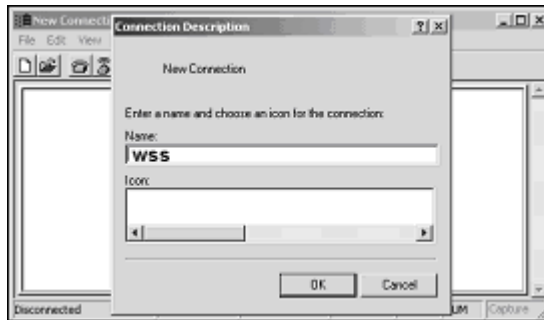 New Connecti
Connection Description
File Edit View
New Connection
Enter a name and choose an icon for the connection:
Name:
wss
Icon:
OK Cancel
Disconnected
UM Capture